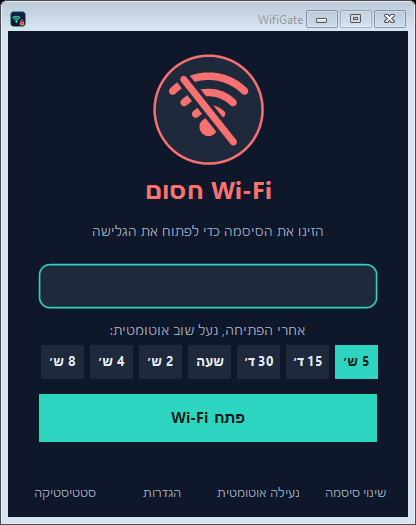 WifiGate
Wi-Fi חסום
הזינו את הסיסמה כדי לפתוח את הגלישה
אחרי הפתיחה, נעל שוב אוטומטית:
5 ש׳ 15 ד׳ 30 ד׳ שעה 2 ש׳ 4 ש׳ 8 ש׳
פתח Wi-Fi
שינוי סיסמה נעילה אוטומטית הגדרות סטטיסטיקה